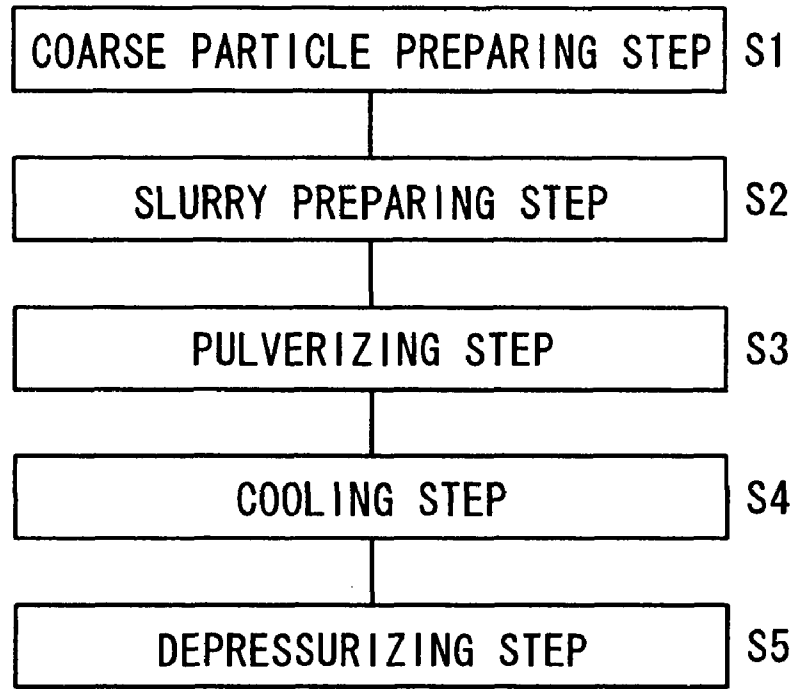 COARSE PARTICLE PREPARING STEP S1
SLURRY PREPARING STEP S2
PULVERIZING STEP S3
COOLING STEP S4
DEPRESSURIZING STEP S5